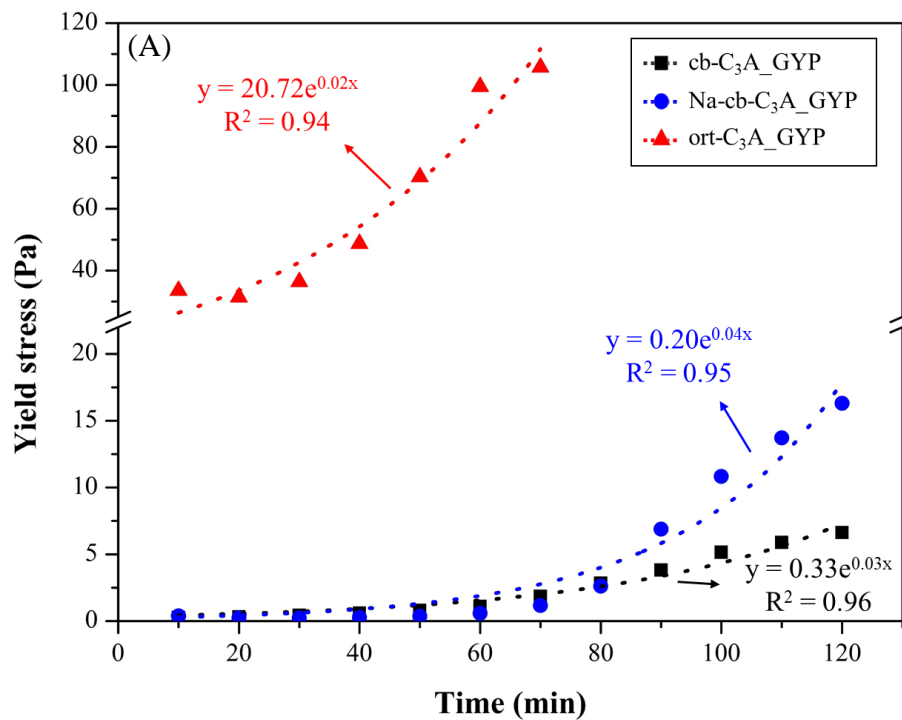 (A)
120
100
80
60
40
20
15
10
5
0
0 20 40 60 80 100 120
Yield stress (Pa)
Time (min)
cb-C₃A_GYP
Na-cb-C₃A_GYP
ort-C₃A_GYP
y = 20.72e^0.02x
R² = 0.94
y = 0.20e^0.04x
R² = 0.95
y = 0.33e^0.03x
R² = 0.96